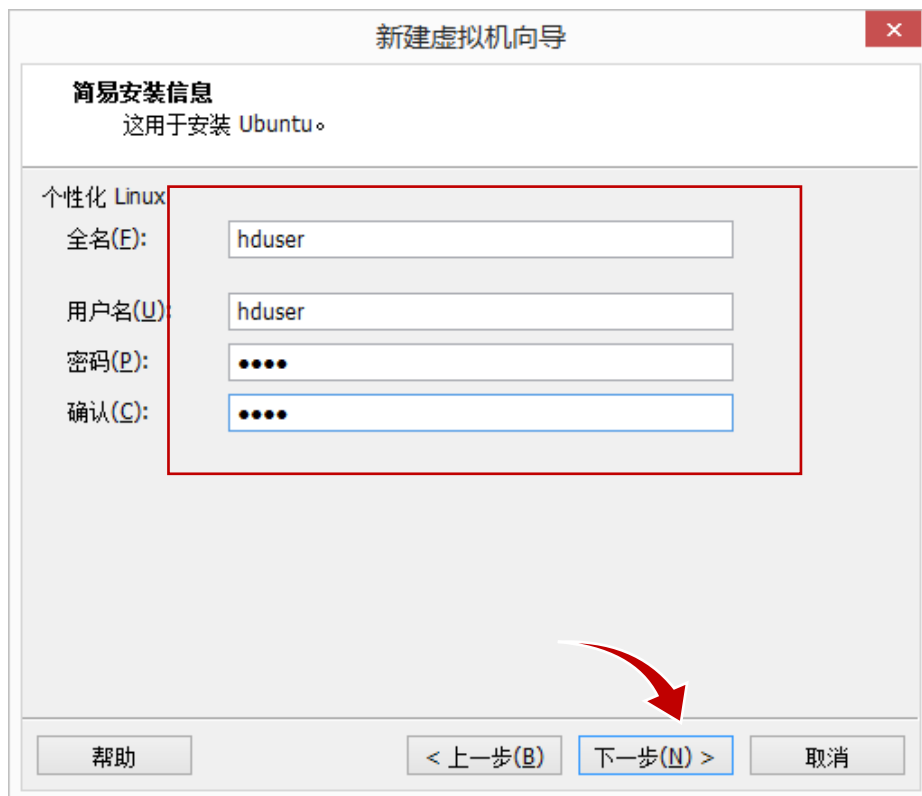 新建虚拟机向导
简易安装信息
这用于安装 Ubuntu。
个性化 Linux
全名(F): hduser
用户名(U): hduser
密码(P): ●●●●
确认(C): ●●●●
帮助 < 上一步(B) 下一步(N) > 取消